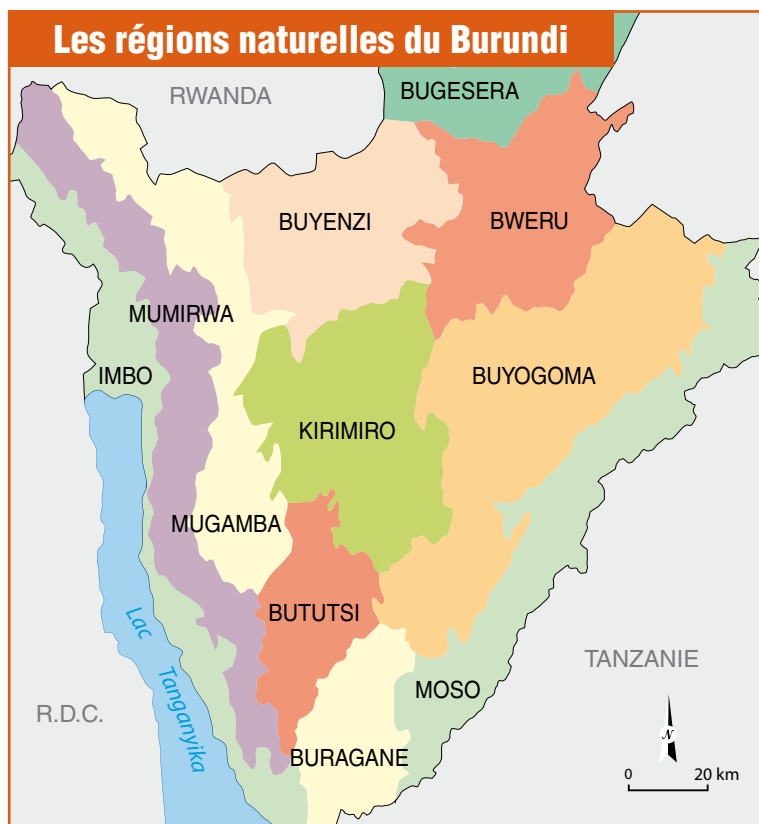 Les régions naturelles du Burundi
RWANDA
BUGESERA
BUYENZI
BWERU
MUMIRWA
IMBO
BUYOGOMA
KIRIMIRO
MUGAMBA
BUTUTSI
Lac
Tanganyika
TANZANIE
MOSO
R.D.C.
BURAGANE
N
0 20 km